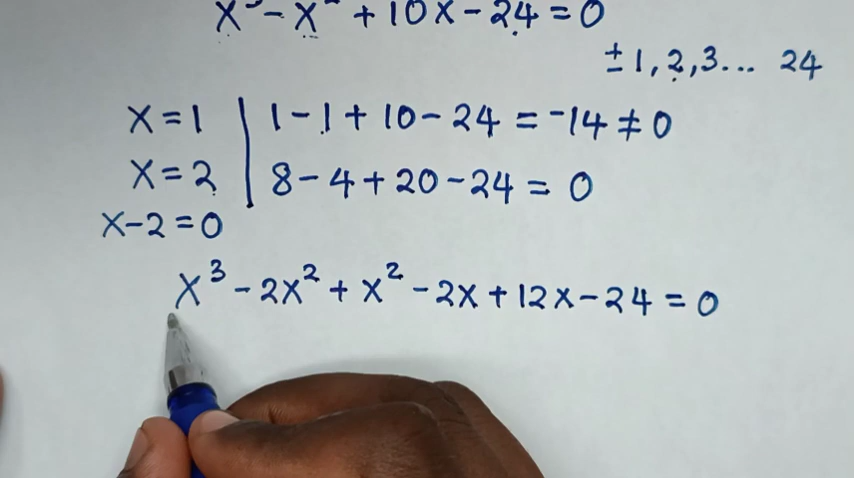 x³ - x² + 10x - 24 = 0
± 1, 2, 3... 24
x = 1 | 1 - 1 + 10 - 24 = -14 ≠ 0
x = 2 | 8 - 4 + 20 - 24 = 0
x - 2 = 0
x³ - 2x² + x² - 2x + 12x - 24 = 0